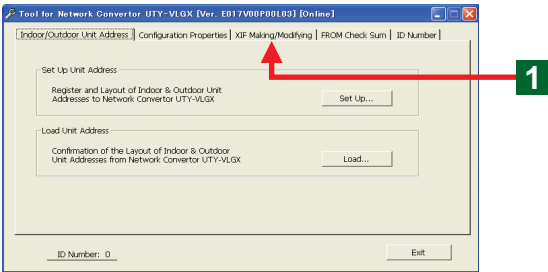 Tool for Network Convertor UTY-VLGX [Ver. E017V00P00L03] [Online]
Indoor/Outdoor Unit Address | Configuration Properties | XIF Making/Modifying | FROM Check Sum | ID Number
1
Set Up Unit Address
Register and Layout of Indoor & Outdoor Unit
Addresses to Network Convertor UTY-VLGX
Set Up...
Load Unit Address
Confirmation of the Layout of Indoor & Outdoor
Unit Addresses from Network Convertor UTY-VLGX
Load...
ID Number: 0
Exit